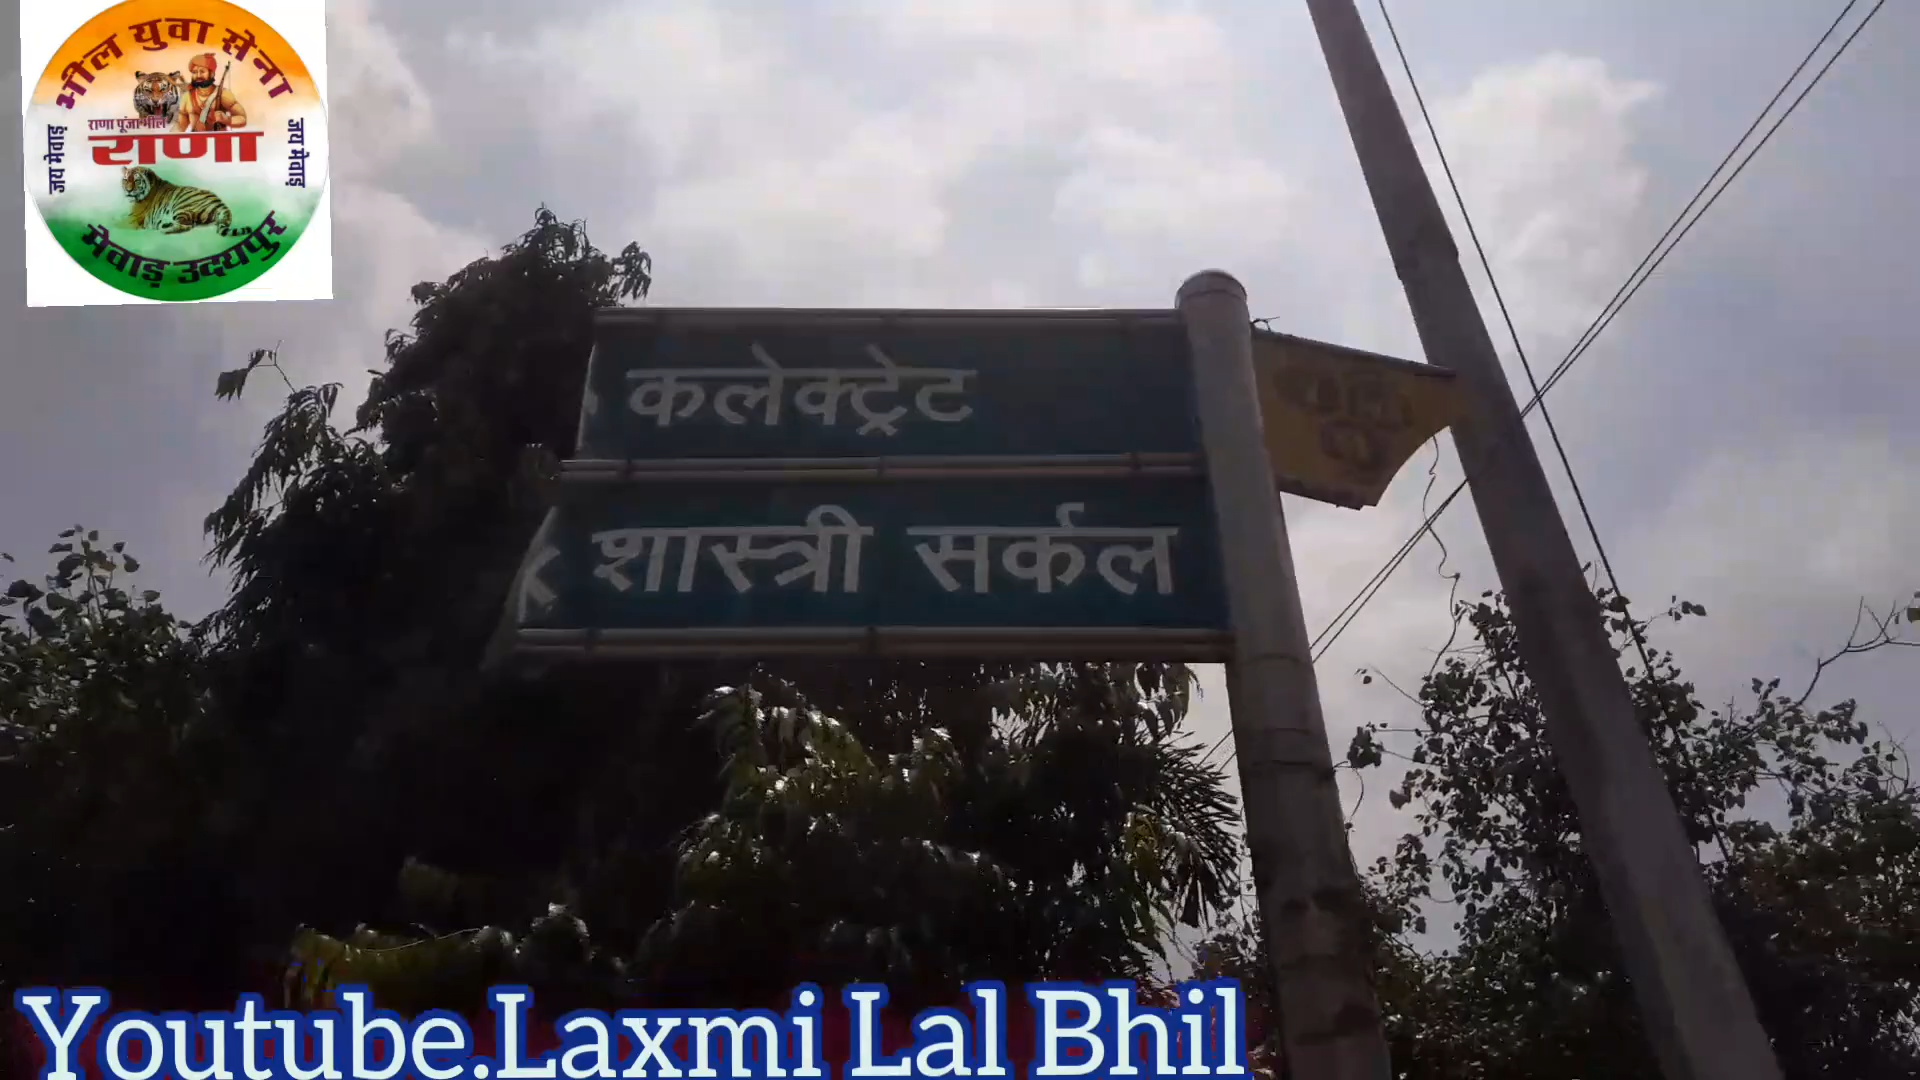 भील युवा सेना
राणा पूंजा भील
राणा
जय मेवाड़
जय मेवाड़
मेवाड़ उदयपुर
कलेक्ट्रेट
शास्त्री सर्कल
Youtube.Laxmi Lal Bhil